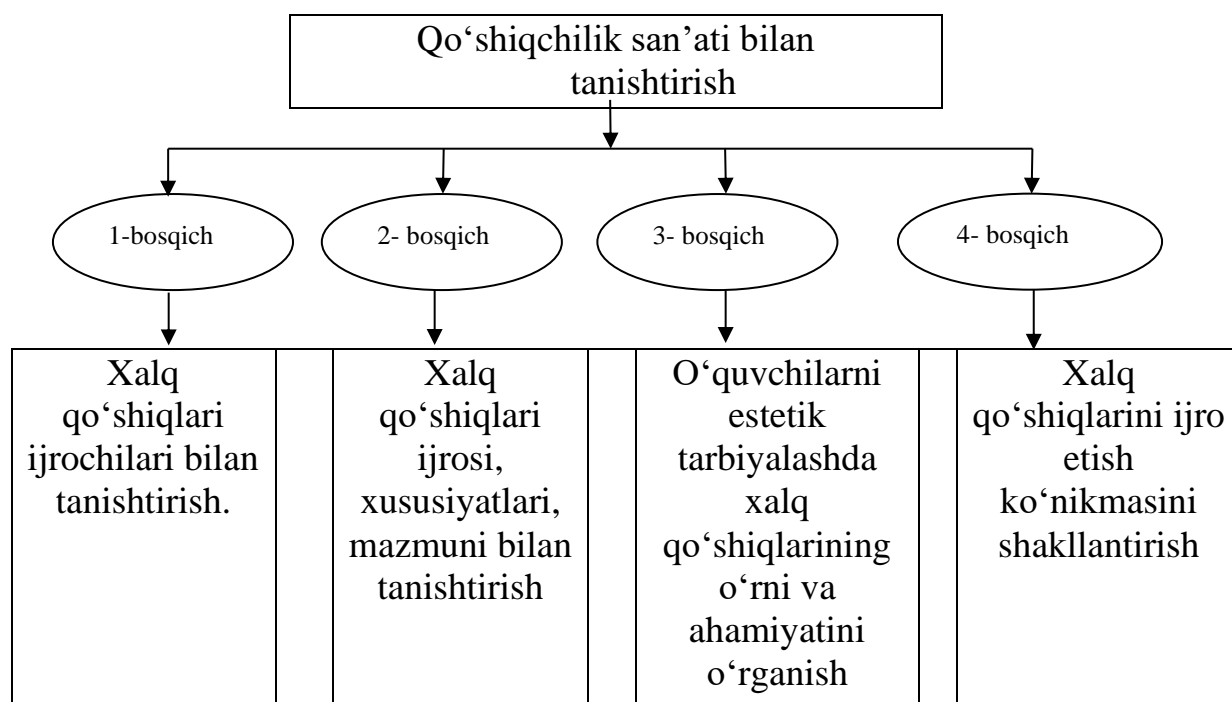 Qo‘shiqchilik san’ati bilan
tanishtirish
1-bosqich
2- bosqich
3- bosqich
4- bosqich
Xalq
qo‘shiqlari
ijrochilari bilan
tanishtirish.
Xalq
qo‘shiqlari
ijrosi,
xususiyatlari,
mazmuni bilan
tanishtirish
O‘quvchilarni
estetik
tarbiyalashda
xalq
qo‘shiqlarining
o‘rni va
ahamiyatini
o‘rganish
Xalq
qo‘shiqlarini ijro
etish
ko‘nikmasini
shakllantirish